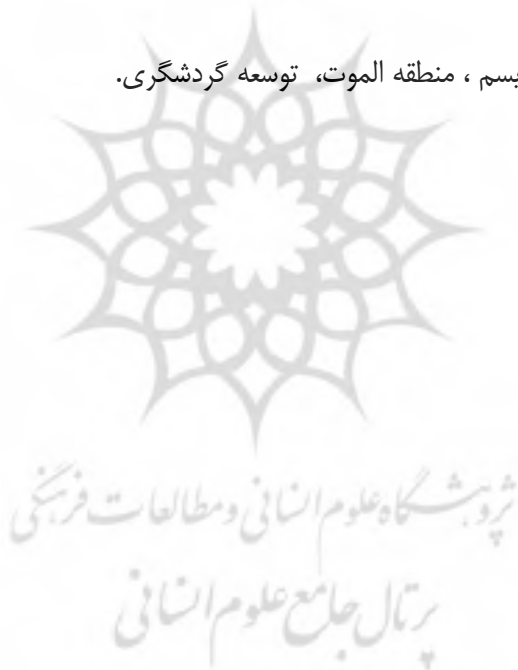 بسم ، منطقه الموت، توسعه گردشگری.
پژوهشگاه علوم انسانی و مطالعات فرهنگی
پرتال جامع علوم انسانی